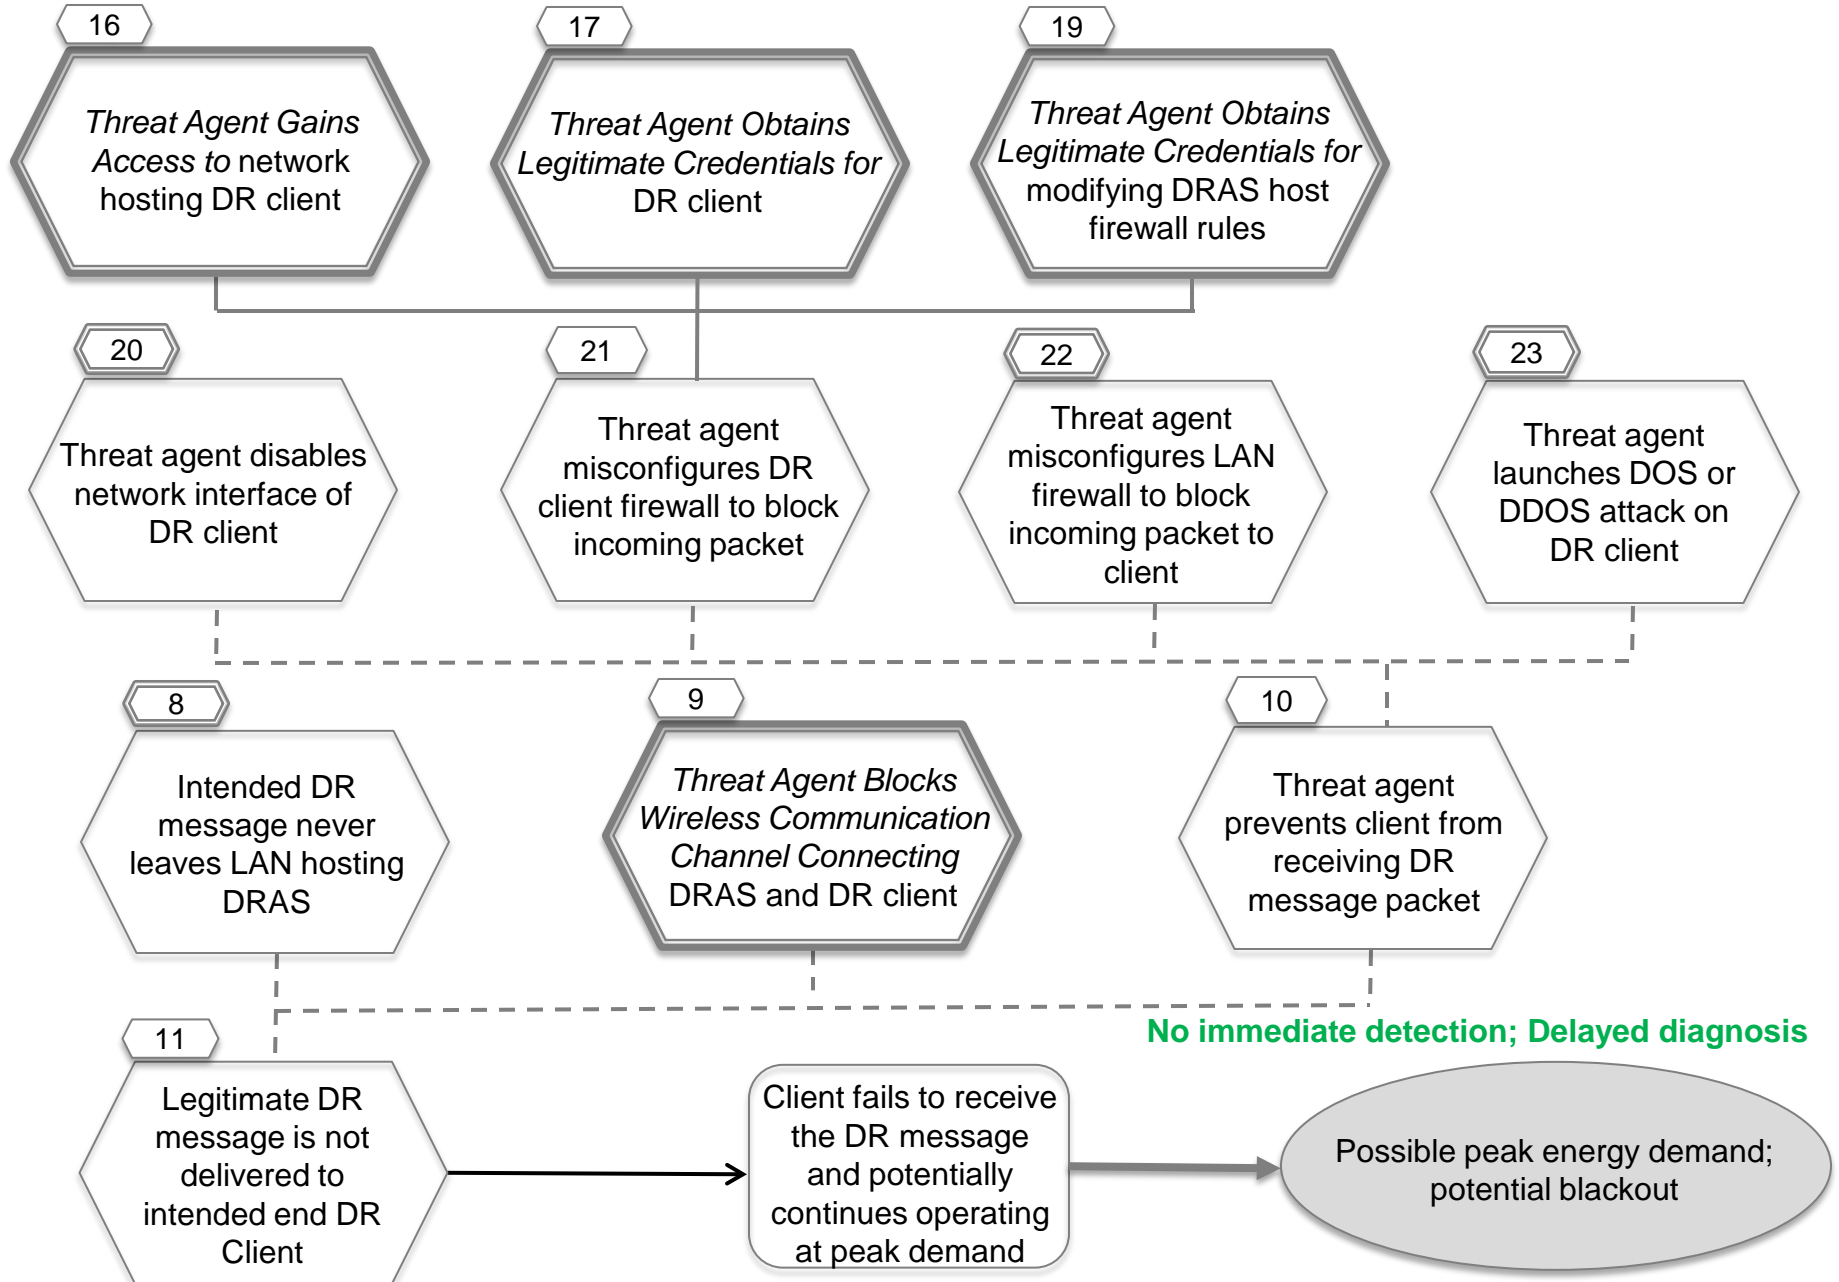 16
Threat Agent Gains
Access to network
hosting DR client
17
Threat Agent Obtains
Legitimate Credentials for
DR client
19
Threat Agent Obtains
Legitimate Credentials for
modifying DRAS host
firewall rules
20
Threat agent disables
network interface of
DR client
21
Threat agent
misconfigures DR
client firewall to block
incoming packet
22
Threat agent
misconfigures LAN
firewall to block
incoming packet to
client
23
Threat agent
launches DOS or
DDOS attack on
DR client
8
Intended DR
message never
leaves LAN hosting
DRAS
9
Threat Agent Blocks
Wireless Communication
Channel Connecting
DRAS and DR client
10
Threat agent
prevents client from
receiving DR
message packet
11
Legitimate DR
message is not
delivered to
intended end DR
Client
Client fails to receive
the DR message
and potentially
continues operating
at peak demand
No immediate detection; Delayed diagnosis
Possible peak energy demand;
potential blackout